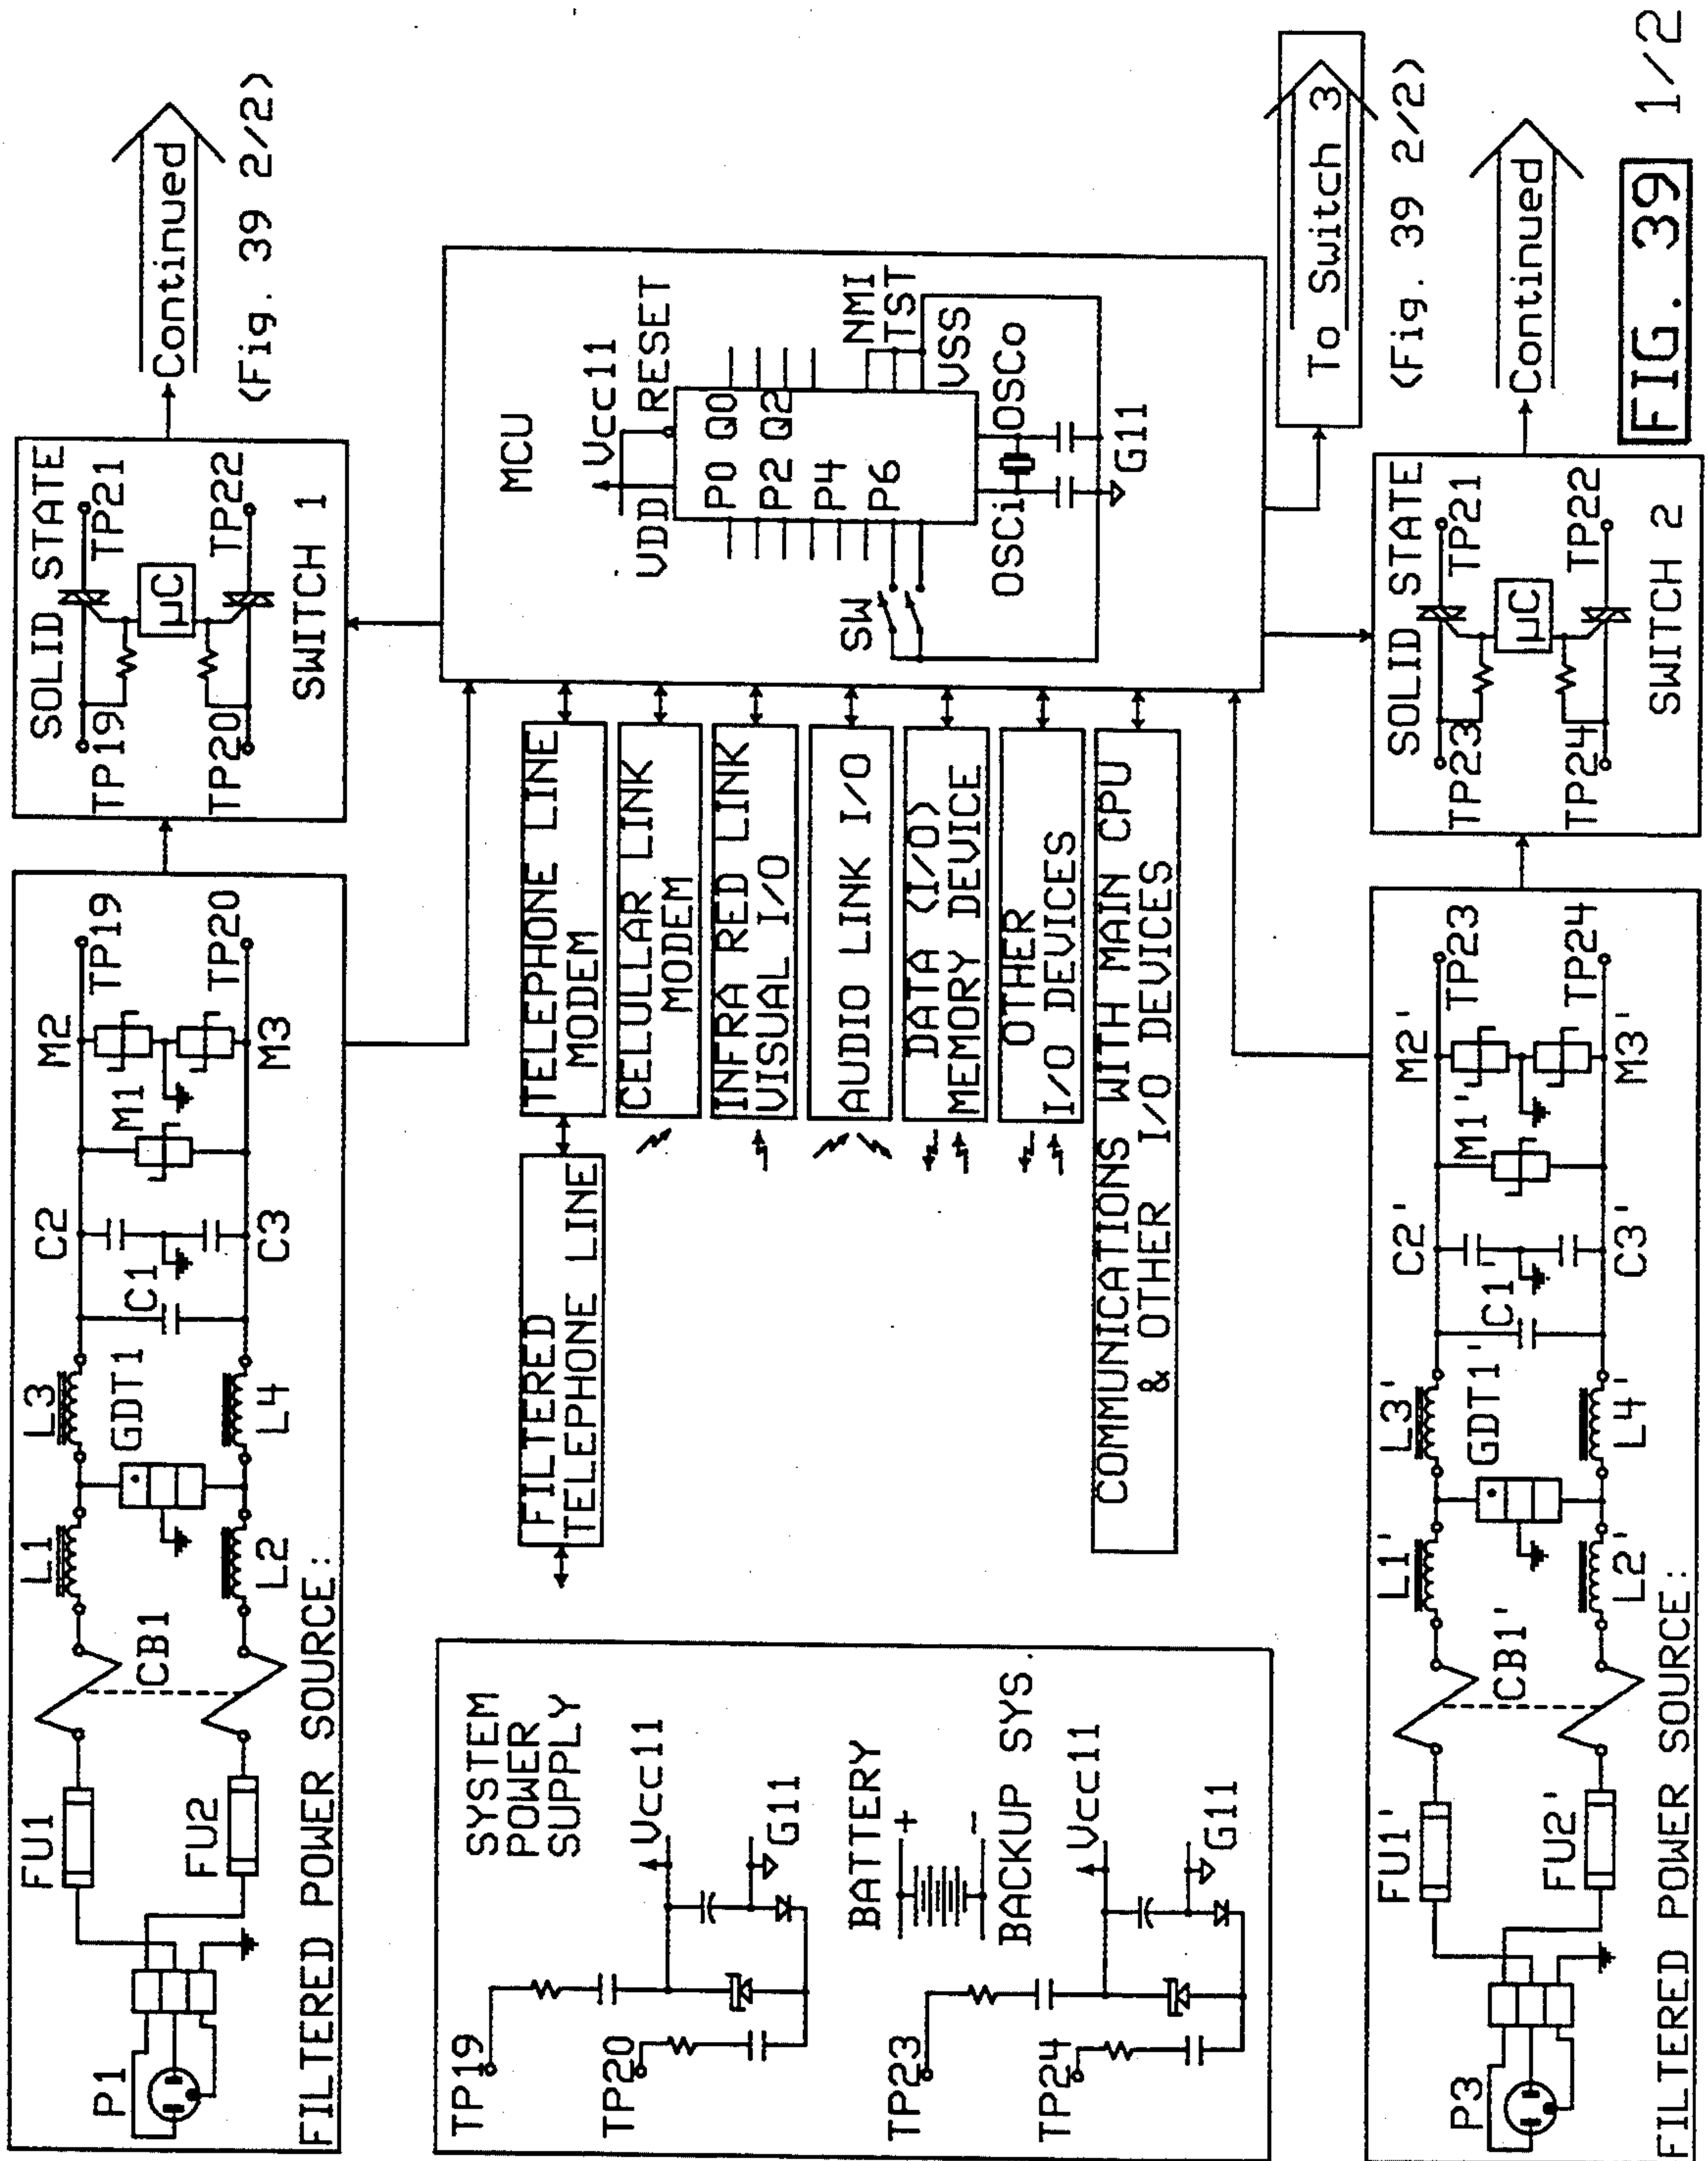 P1
FU1
FU2
CB1
L1
L2
GDT1
L3
L4
C1
C2
C3
M1
M2
M3
TP19
TP20
FILTERED POWER SOURCE:
SOLID STATE
TP19
TP21
µC
TP20
TP22
SWITCH 1
Continued
(Fig. 39 2/2)
SYSTEM
POWER
SUPPLY
TP19
Vcc11
TP20
G11
BATTERY
+
-
BACKUP SYS.
TP23
Vcc11
TP24
G11
FILTERED
TELEPHONE LINE
TELEPHONE LINE
MODEM
CELULLAR LINK
MODEM
INFRA RED LINK
VISUAL I/O
AUDIO LINK I/O
DATA (I/O)
MEMORY DEVICE
OTHER
I/O DEVICES
COMMUNICATIONS WITH MAIN CPU
& OTHER I/O DEVICES
MCU
Vcc11
VDD
RESET
P0 Q0
P2 Q2
P4
P6
NMI
TST
VSS
SW
OSCi
OSCo
G11
To Switch 3
(Fig. 39 2/2)
P3
FU1'
FU2'
CB1'
L1'
L2'
GDT1'
L3'
L4'
C1'
C2'
C3'
M1'
M2'
M3'
TP23
TP24
FILTERED POWER SOURCE:
SOLID STATE
TP23
TP21
µC
TP24
TP22
SWITCH 2
Continued
FIG. 39 1/2